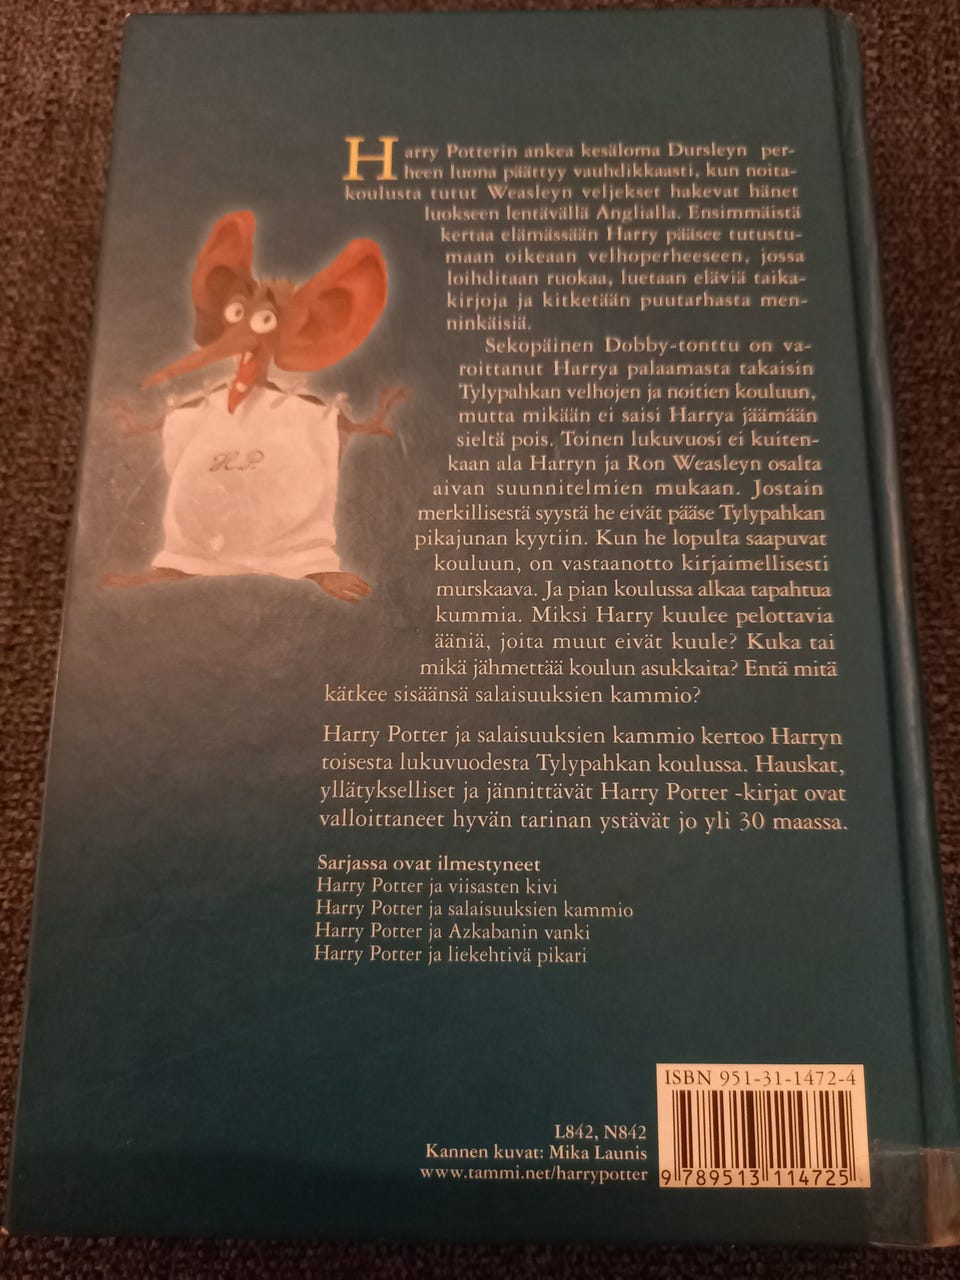 Harry Potterin ankea kesäloma Dursleyn per-
heen luona päättyy vauhdikkaasti, kun noita-
koulusta tutut Weasleyn veljekset hakevat hänet
luokseen lentävällä Anglialla. Ensimmäistä
kertaa elämässään Harry pääsee tutustu-
maan oikeaan velhoperheeseen, jossa
loihditaan ruokaa, luetaan eläviä taika-
kirjoja ja kitketään puutarhasta men-
ninkäisiä.
Sekopäinen Dobby-tonttu on va-
roittanut Harrya palaamasta takaisin
Tylypahkan velhojen ja noitien kouluun,
mutta mikään ei saisi Harrya jäämään
sieltä pois. Toinen lukuvuosi ei kuiten-
kaan ala Harryn ja Ron Weasleyn osalta
aivan suunnitelmien mukaan. Jostain
merkillisestä syystä he eivät pääse Tylypahkan
pikajunan kyytiin. Kun he lopulta saapuvat
kouluun, on vastaanotto kirjaimellisesti
murskaava. Ja pian koulussa alkaa tapahtua
kummia. Miksi Harry kuulee pelottavia
ääniä, joita muut eivät kuule? Kuka tai
mikä jähmettää koulun asukkaita? Entä mitä
kätkee sisäänsä salaisuuksien kammio?
H.P.
Harry Potter ja salaisuuksien kammio kertoo Harryn
toisesta lukuvuodesta Tylypahkan koulussa. Hauskat,
yllätykselliset ja jännittävät Harry Potter -kirjat ovat
valloittaneet hyvän tarinan ystävät jo yli 30 maassa.
Sarjassa ovat ilmestyneet
Harry Potter ja viisasten kivi
Harry Potter ja salaisuuksien kammio
Harry Potter ja Azkabanin vanki
Harry Potter ja liekehtivä pikari
ISBN 951-31-1472-4
L842, N842
Kannen kuvat: Mika Launis
www.tammi.net/harrypotter
9 789513 114725